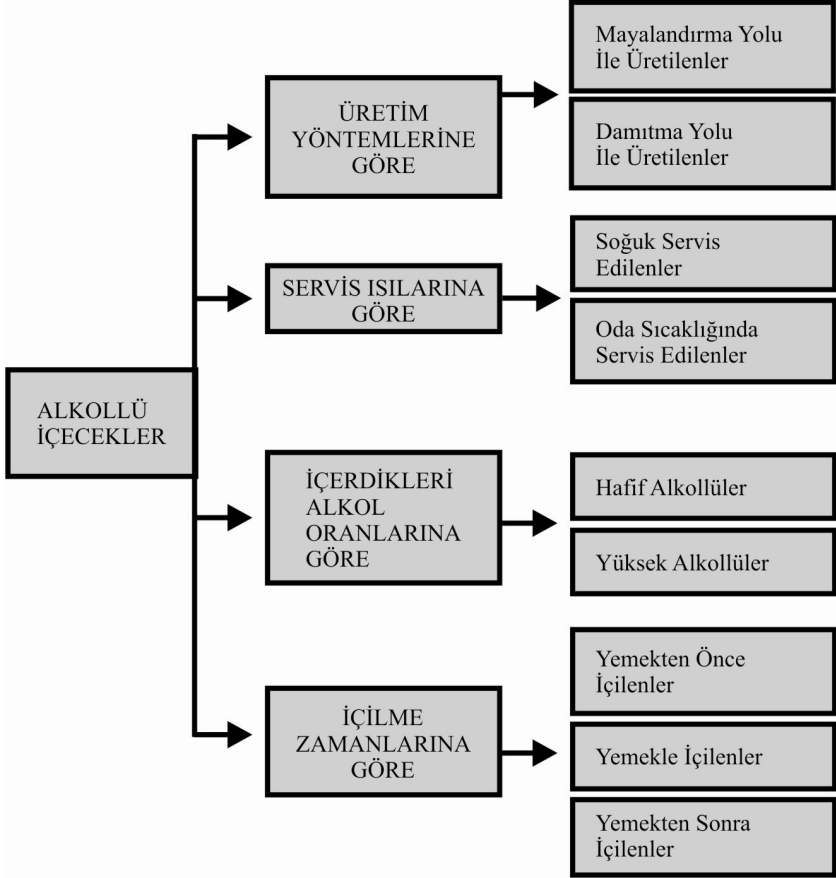 ALKOLLÜ
İÇECEKLER
ÜRETİM
YÖNTEMLERİNE
GÖRE
Mayalandırma Yolu
İle Üretilenler
Damıtma Yolu
İle Üretilenler
SERVİS ISILARINA
GÖRE
Soğuk Servis
Edilenler
Oda Sıcaklığında
Servis Edilenler
İÇERDİKLERİ
ALKOL
ORANLARINA
GÖRE
Hafif Alkollüler
Yüksek Alkollüler
İÇİLME
ZAMANLARINA
GÖRE
Yemekten Önce
İçilenler
Yemekle İçilenler
Yemekten Sonra
İçilenler